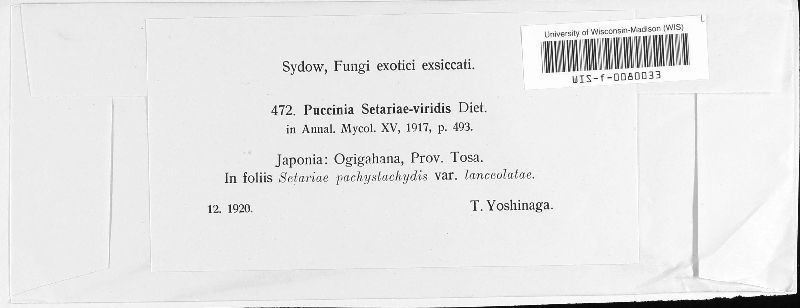 University of Wisconsin-Madison (WIS)
WIS-f-0080033
Sydow, Fungi exotici exsiccati.
472. Puccinia Setariae-viridis Diet.
in Annal. Mycol. XV, 1917, p. 493.
Japonia: Ogigahana, Prov. Tosa.
In foliis Setariae pachystachydis var. lanceolatae.
12. 1920. T. Yoshinaga.